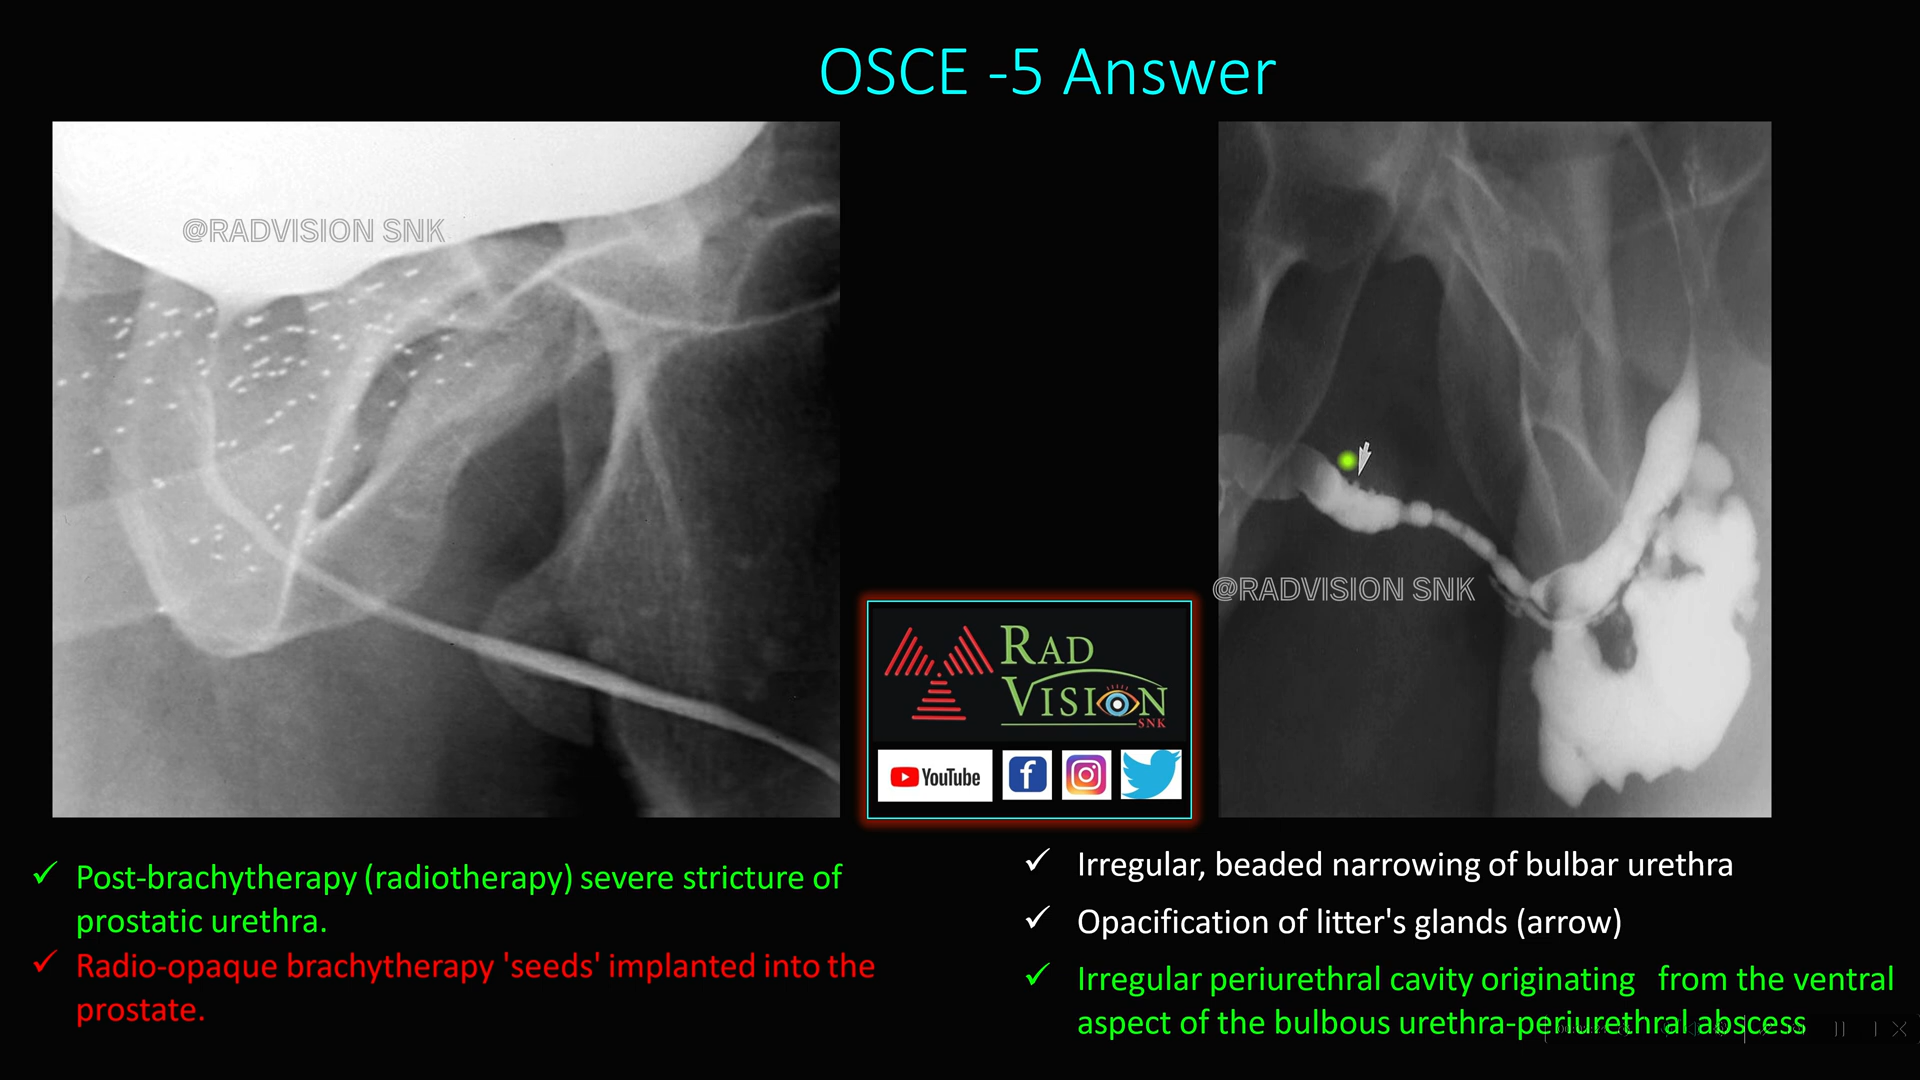 OSCE -5 Answer
@RADVISION SNK
@RADVISION SNK
RAD
VISION
SNK
YouTube
✓ Post-brachytherapy (radiotherapy) severe stricture of
prostatic urethra.
✓ Radio-opaque brachytherapy 'seeds' implanted into the
prostate.
✓ Irregular, beaded narrowing of bulbar urethra
✓ Opacification of litter's glands (arrow)
✓ Irregular periurethral cavity originating from the ventral
aspect of the bulbous urethra-periurethral abscess